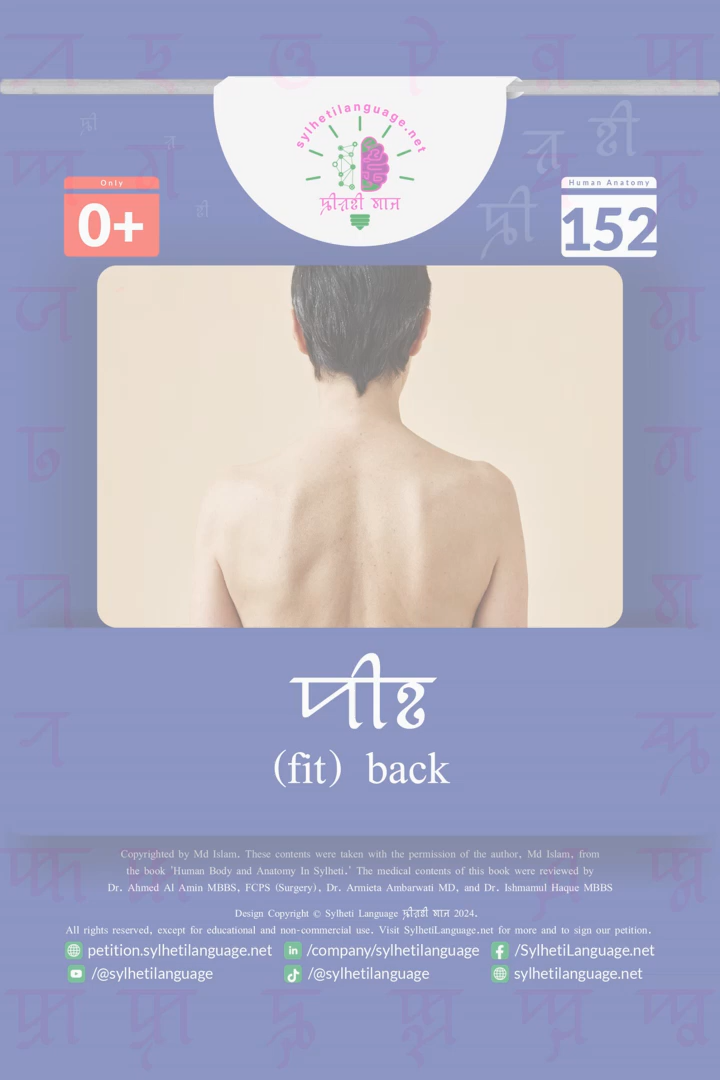 sylhetilanguage.net
ꠍꠤꠟꠐꠤ ꠝꠣꠔ
Only
0+
Human Anatomy
152
ꠙꠤꠑ
(fit) back
Copyrighted by Md Islam. These contents were taken with the permission of the author, Md Islam, from
the book 'Human Body and Anatomy In Sylheti.' The medical contents of this book were reviewed by
Dr. Ahmed Al Amin MBBS, FCPS (Surgery), Dr. Armieta Ambarwati MD, and Dr. Ishmamul Haque MBBS
Design Copyright © Sylheti Language 2024.
All rights reserved, except for educational and non-commercial use. Visit SylhetiLanguage.net for more and to sign our petition.
petition.sylhetilanguage.net /company/sylhetilanguage /SylhetiLanguage
/@sylhetilanguage /@sylhetilanguage sylhetilanguage.net